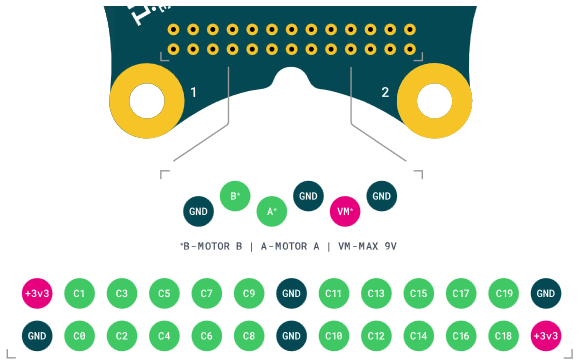 1 2
GND B* A* GND VM* GND
*B-MOTOR B | A-MOTOR A | VM-MAX 9V
+3v3 C1 C3 C5 C7 C9 GND C11 C13 C15 C17 C19 GND
GND C0 C2 C4 C6 C8 GND C10 C12 C14 C16 C18 +3v3